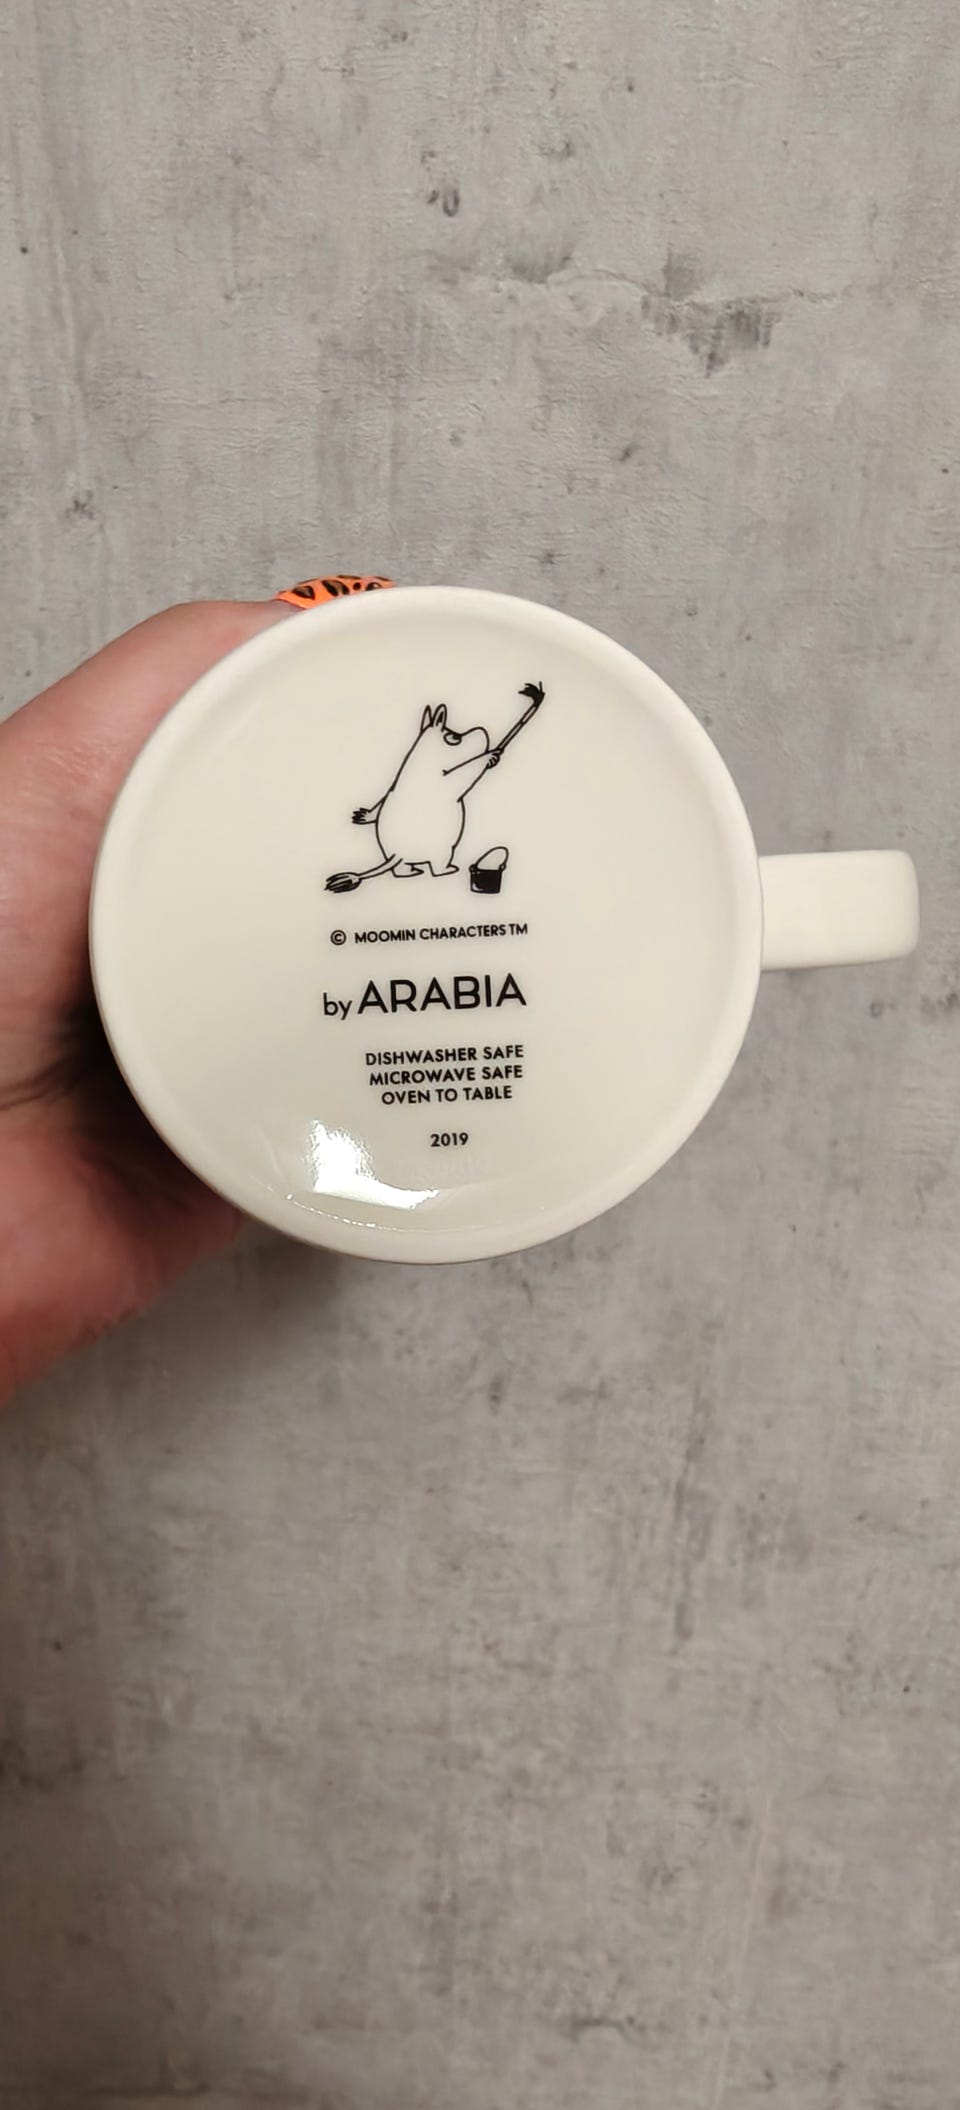 © MOOMIN CHARACTERS TM
by ARABIA
DISHWASHER SAFE
MICROWAVE SAFE
OVEN TO TABLE
2019